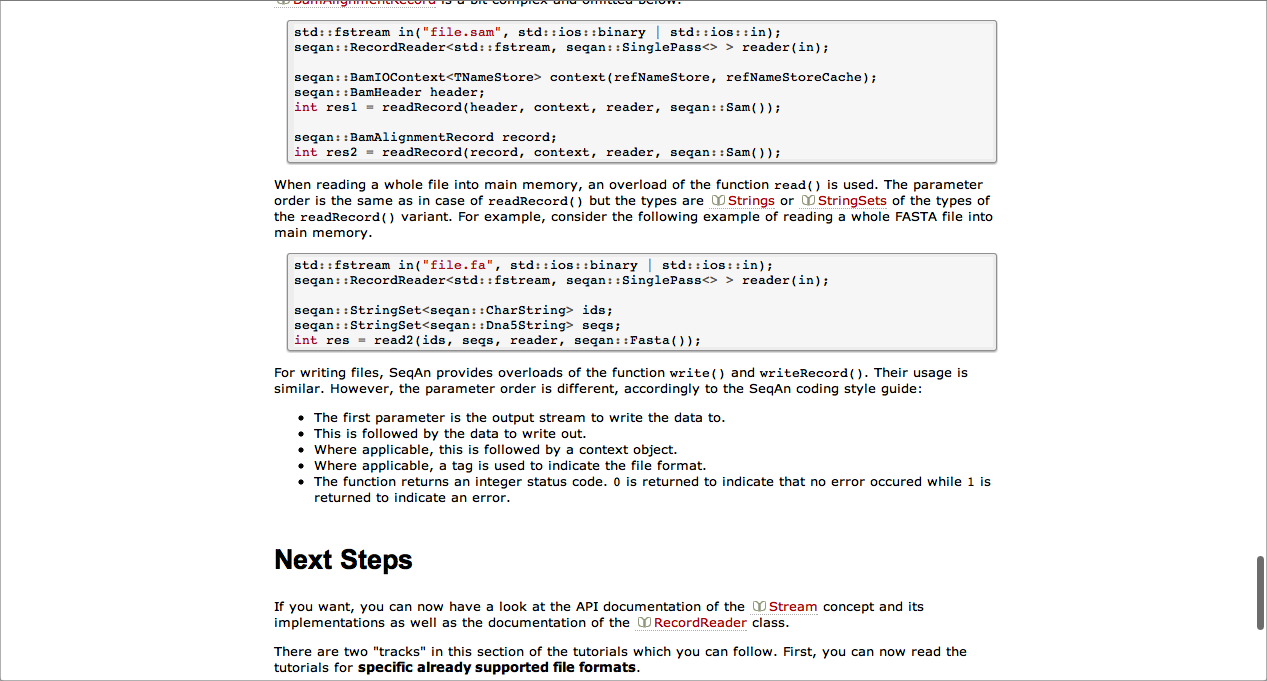 BamAlignmentRecord is a bit complex and omitted below.
std::fstream in("file.sam", std::ios::binary | std::ios::in);
seqan::RecordReader<std::fstream, seqan::SinglePass<> > reader(in);
seqan::BamIOContext<TNameStore> context(refNameStore, refNameStoreCache);
seqan::BamHeader header;
int res1 = readRecord(header, context, reader, seqan::Sam());
seqan::BamAlignmentRecord record;
int res2 = readRecord(record, context, reader, seqan::Sam());
When reading a whole file into main memory, an overload of the function read() is used. The parameter
order is the same as in case of readRecord() but the types are Strings or StringSets of the types of
the readRecord() variant. For example, consider the following example of reading a whole FASTA file into
main memory.
std::fstream in("file.fa", std::ios::binary | std::ios::in);
seqan::RecordReader<std::fstream, seqan::SinglePass<> > reader(in);
seqan::StringSet<seqan::CharString> ids;
seqan::StringSet<seqan::Dna5String> seqs;
int res = read2(ids, seqs, reader, seqan::Fasta());
For writing files, SeqAn provides overloads of the function write() and writeRecord(). Their usage is
similar. However, the parameter order is different, accordingly to the SeqAn coding style guide:
• The first parameter is the output stream to write the data to.
• This is followed by the data to write out.
• Where applicable, this is followed by a context object.
• Where applicable, a tag is used to indicate the file format.
• The function returns an integer status code. 0 is returned to indicate that no error occured while 1 is
returned to indicate an error.
Next Steps
If you want, you can now have a look at the API documentation of the Stream concept and its
implementations as well as the documentation of the RecordReader class.
There are two "tracks" in this section of the tutorials which you can follow. First, you can now read the
tutorials for specific already supported file formats.